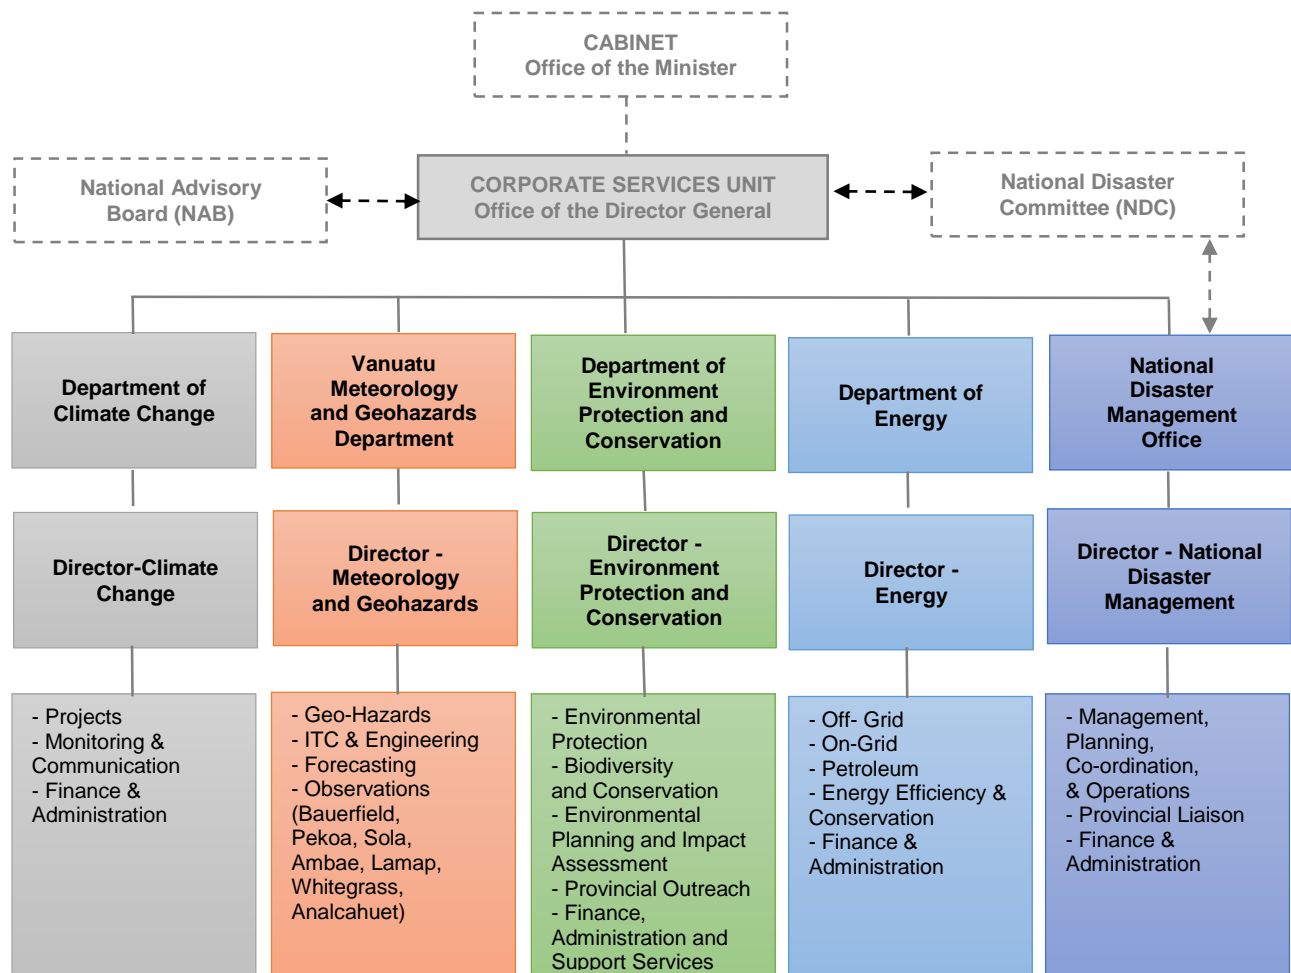 CABINET
Office of the Minister
National Advisory
Board (NAB)
CORPORATE SERVICES UNIT
Office of the Director General
National Disaster
Committee (NDC)
Department of
Climate Change
Vanuatu
Meteorology
and Geohazards
Department
Department of
Environment
Protection and
Conservation
Department of
Energy
National
Disaster
Management
Office
Director-Climate
Change
Director -
Meteorology
and Geohazards
Director -
Environment
Protection and
Conservation
Director -
Energy
Director - National
Disaster
Management
- Projects
- Monitoring &
Communication
- Finance &
Administration
- Geo-Hazards
- ITC & Engineering
- Forecasting
- Observations
(Bauerfield,
Pekoa, Sola,
Ambae, Lamap,
Whitegrass,
Analcahuet)
- Environmental
Protection
- Biodiversity
and Conservation
- Environmental
Planning and Impact
Assessment
- Provincial Outreach
- Finance,
Administration and
Support Services
- Off- Grid
- On-Grid
- Petroleum
- Energy Efficiency &
Conservation
- Finance &
Administration
- Management,
Planning,
Co-ordination,
& Operations
- Provincial Liaison
- Finance &
Administration